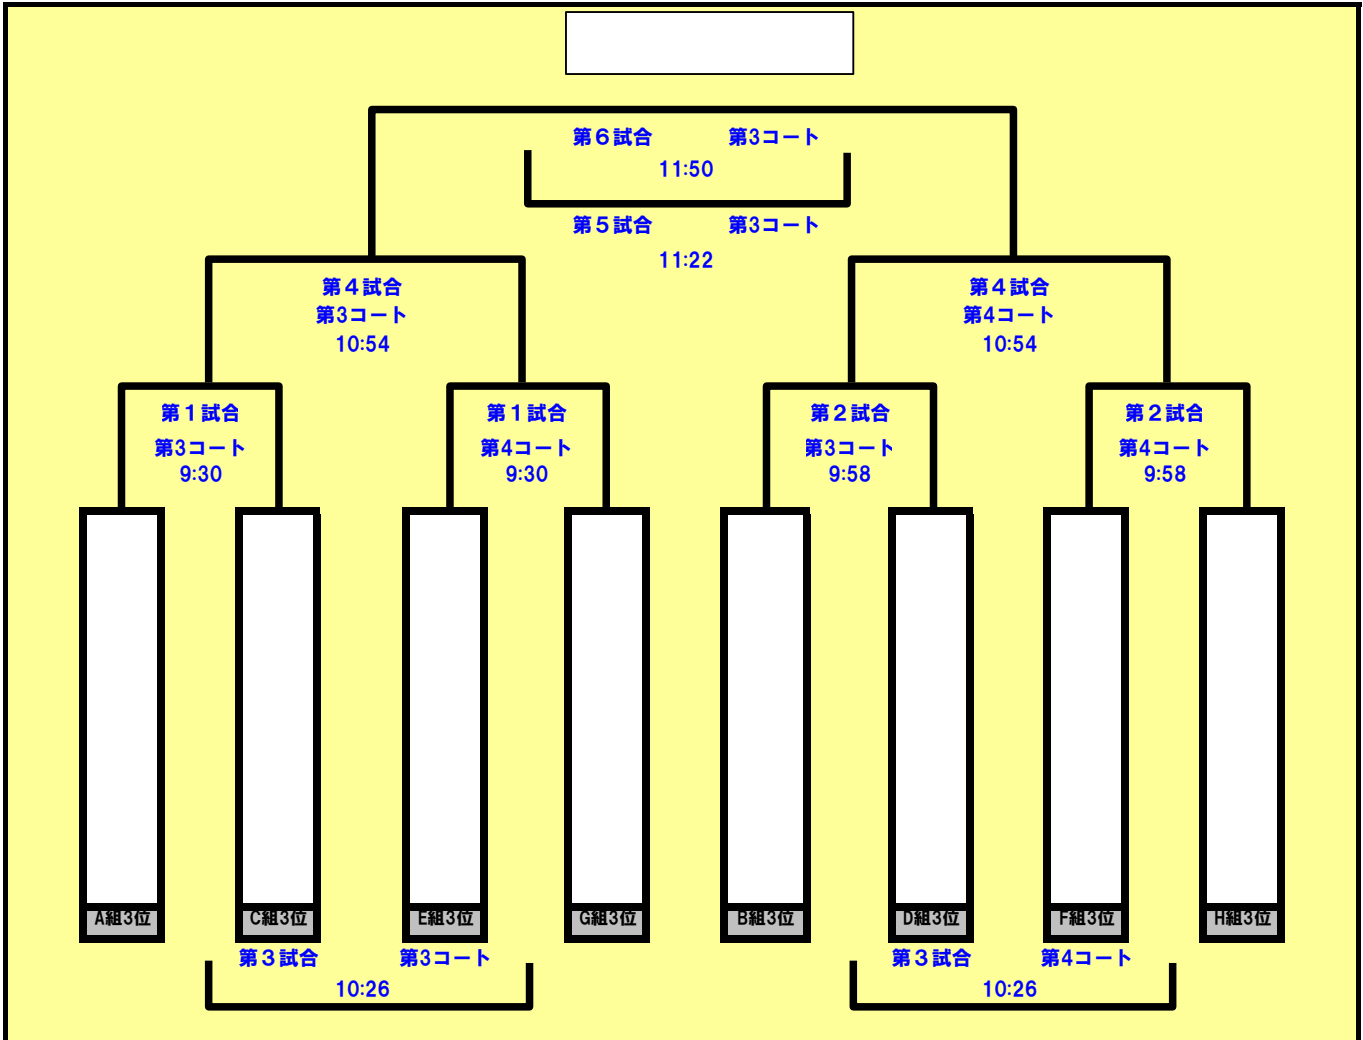 第６試合 第3コート
11:50
第５試合 第3コート
11:22
第４試合 第４試合
第3コート 第4コート
10:54 10:54
第１試合 第１試合 第２試合 第２試合
第3コート 第4コート 第3コート 第4コート
9:30 9:30 9:58 9:58
A組3位 C組3位 E組3位 G組3位 B組3位 D組3位 F組3位 H組3位
第３試合 第3コート 第３試合 第4コート
10:26 10:26